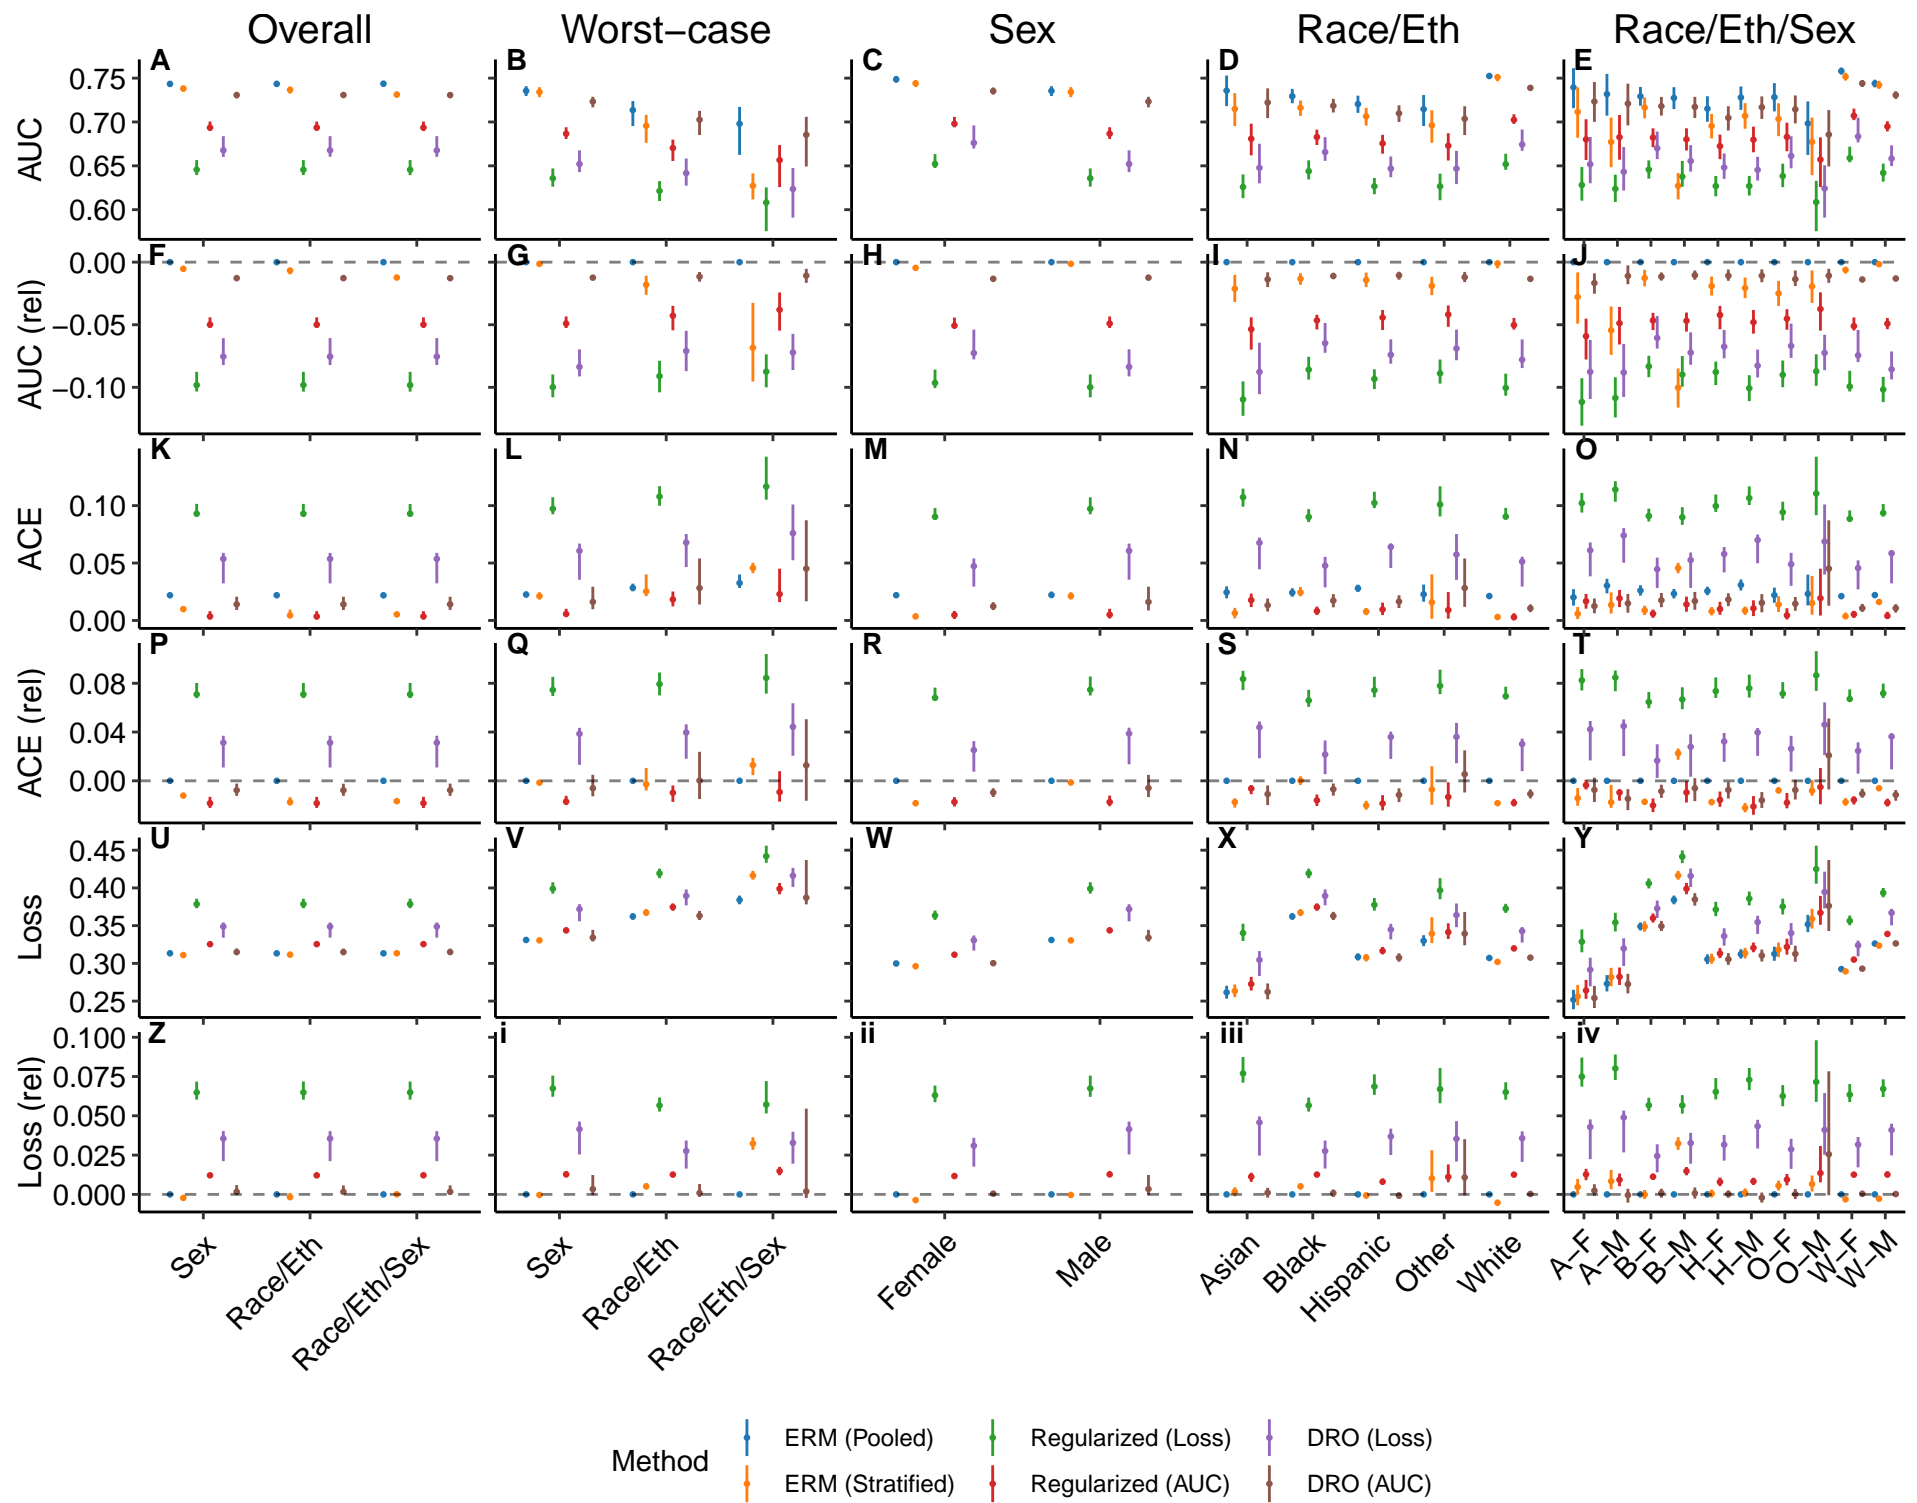 Overall Worst−case Sex Race/Eth Race/Eth/Sex
A B C D E
AUC
0.75
0.70
0.65
0.60
F G H I J
AUC (rel)
0.00
−0.05
−0.10
K L M N O
ACE
0.10
0.05
0.00
P Q R S T
ACE (rel)
0.08
0.04
0.00
U V W X Y
Loss
0.45
0.40
0.35
0.30
0.25
Z i ii iii iv
Loss (rel)
0.100
0.075
0.050
0.025
0.000
Sex Race/Eth Race/Eth/Sex Sex Race/Eth Race/Eth/Sex Female Male Asian Black Hispanic Other White A−F A−M B−F B−M H−F H−M O−F O−M W−F W−M
Method
ERM (Pooled) Regularized (Loss) DRO (Loss)
ERM (Stratified) Regularized (AUC) DRO (AUC)